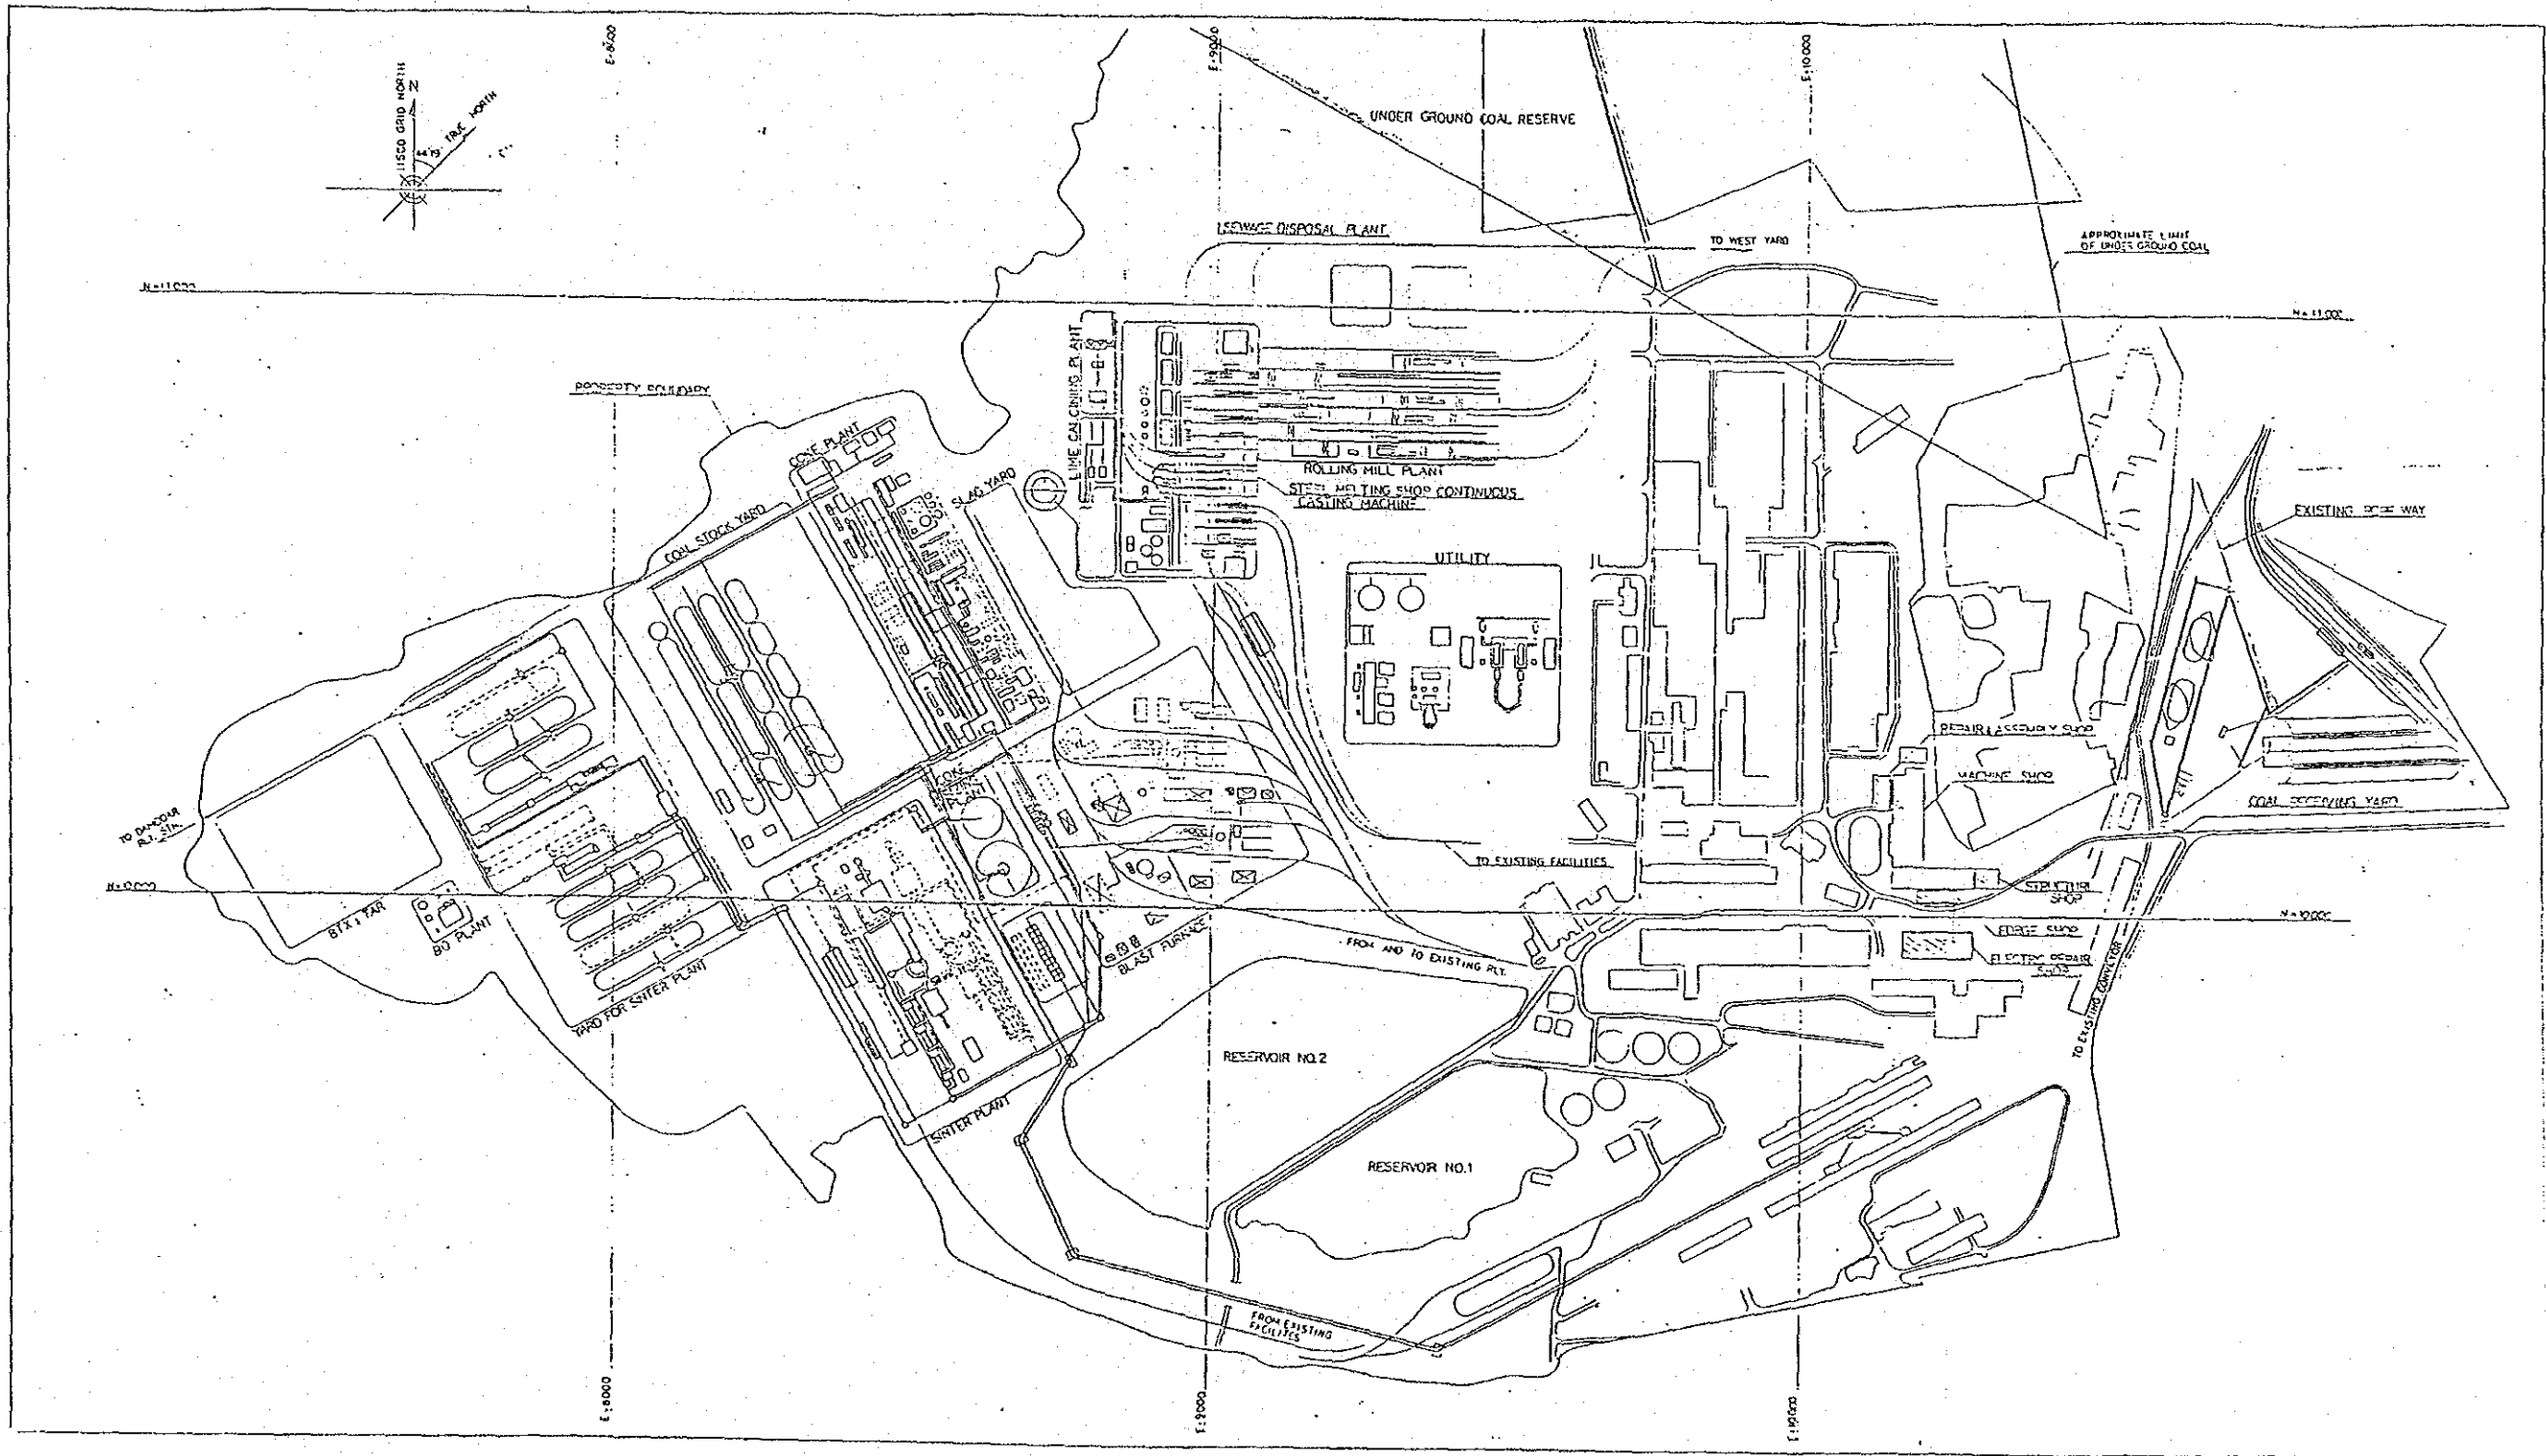 E=8000
E=9000
E=10000
IISCO GRID NORTH
N
TRUE NORTH
UNDER GROUND COAL RESERVE
SEWAGE DISPOSAL PLANT
TO WEST YARD
APPROXIMATE LIMIT
OF UNDER GROUND COAL
N=11000
N=11000
PROPERTY BOUNDARY
LIME CALCINING PLANT
COKE PLANT
SLAG YARD
COAL STOCK YARD
ROLLING MILL PLANT
STEEL MELTING SHOP CONTINUOUS
CASTING MACHINE
EXISTING ROPE WAY
UTILITY
REPAIR & ASSEMBLY SHOP
MACHINE SHOP
COAL RECEIVING YARD
PLANT
TO DAMODAR
TO EXISTING FACILITIES
N=10000
STRUCTURE
SHOP
BTX & TAR
BO PLANT
N=10000
FORGE SHOP
ELECTRIC REPAIR
SHOP
BLAST FURNACE
FROM AND TO EXISTING PLT.
YARD FOR SINTER PLANT
TO EXISTING CONVEYOR
RESERVOIR NO.2
SINTER PLANT
RESERVOIR NO.1
FROM EXISTING
FACILITIES
E=8000
E=9000
E=10000